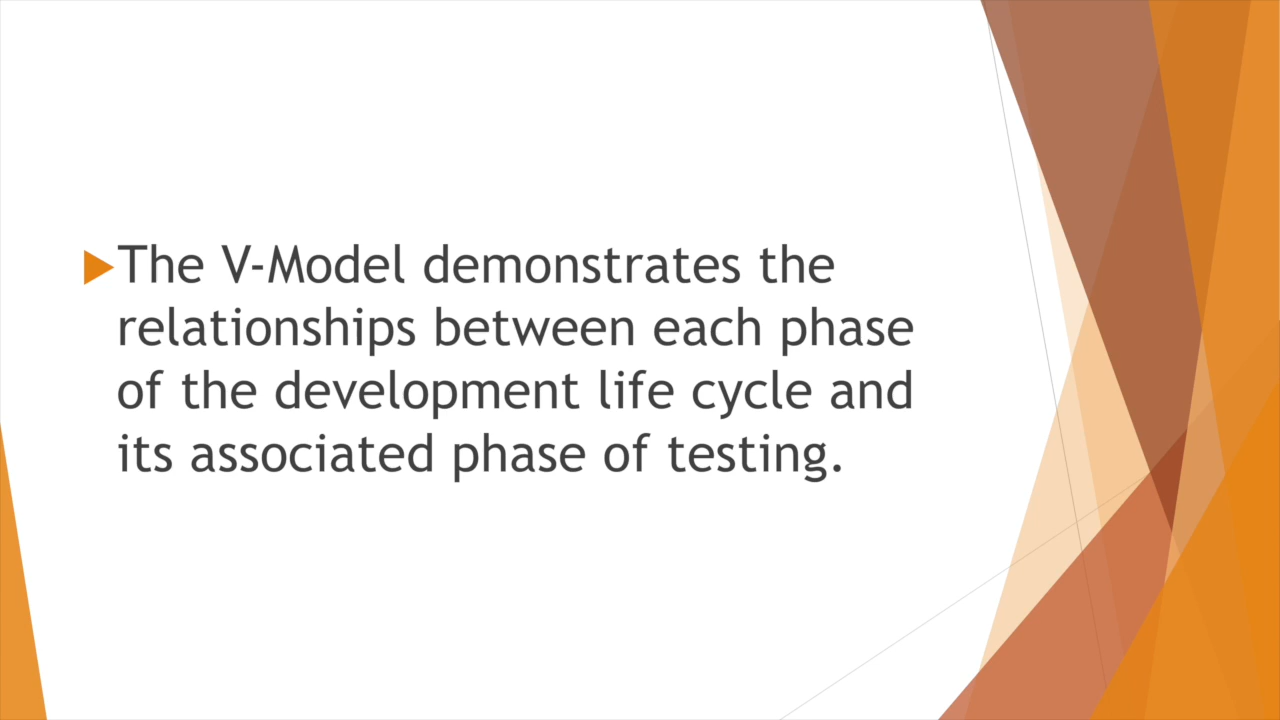 The V-Model demonstrates the
relationships between each phase
of the development life cycle and
its associated phase of testing.